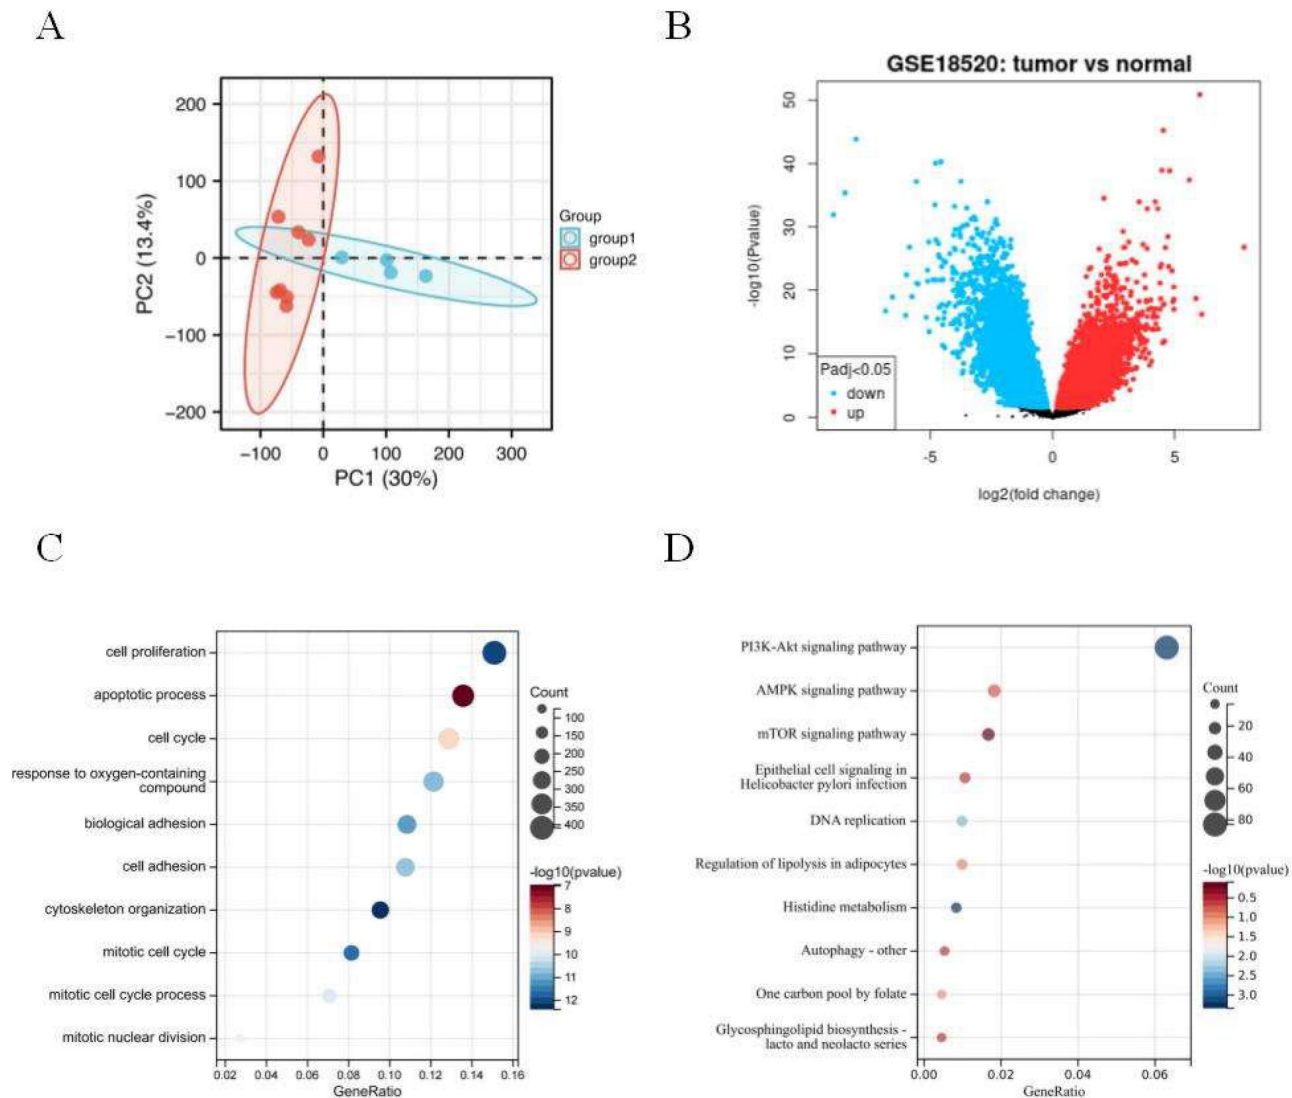 A
B
200
100
0
−100
−200
−100
0
100
200
300
PC1 (30%)
PC2 (13.4%)
Group
group1
group2
GSE18520: tumor vs normal
50
40
30
20
10
0
-log10(Pvalue)
Padj<0.05
down
up
-5
0
5
log2(fold change)
C
D
cell proliferation
apoptotic process
cell cycle
response to oxygen-containing
compound
biological adhesion
cell adhesion
cytoskeleton organization
mitotic cell cycle
mitotic cell cycle process
mitotic nuclear division
0.02
0.04
0.06
0.08
0.10
0.12
0.14
0.16
GeneRatio
Count
100
150
200
250
300
350
400
-log10(pvalue)
7
8
9
10
11
12
PI3K-Akt signaling pathway
AMPK signaling pathway
mTOR signaling pathway
Epithelial cell signaling in
Helicobacter pylori infection
DNA replication
Regulation of lipolysis in adipocytes
Histidine metabolism
Autophagy - other
One carbon pool by folate
Glycosphingolipid biosynthesis -
lacto and neolacto series
0.00
0.02
0.04
0.06
GeneRatio
Count
20
40
60
80
-log10(pvalue)
0.5
1.0
1.5
2.0
2.5
3.0